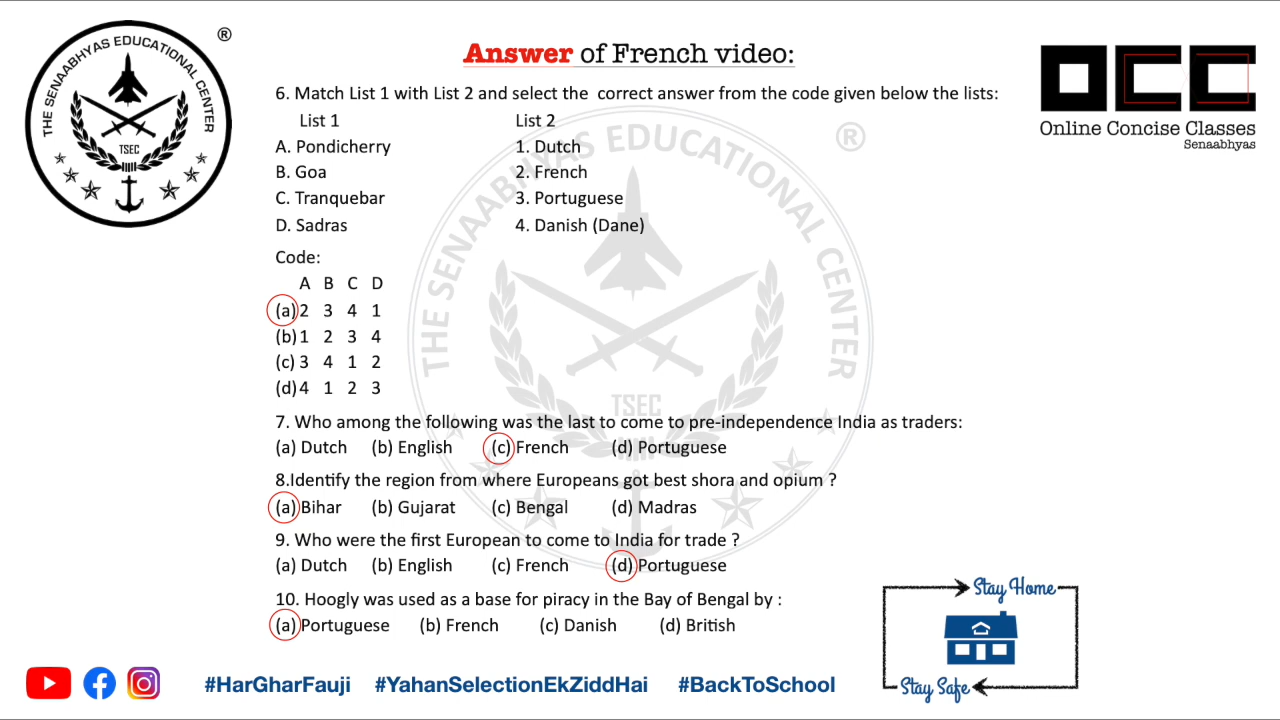 THE SENAABHYAS EDUCATIONAL CENTER
TSEC
®
Answer of French video:
OCC
Online Concise Classes
Senaabhyas
6. Match List 1 with List 2 and select the correct answer from the code given below the lists:
List 1 List 2
A. Pondicherry 1. Dutch
B. Goa 2. French
C. Tranquebar 3. Portuguese
D. Sadras 4. Danish (Dane)
Code:
A B C D
(a) 2 3 4 1
(b) 1 2 3 4
(c) 3 4 1 2
(d) 4 1 2 3
7. Who among the following was the last to come to pre-independence India as traders:
(a) Dutch (b) English (c) French (d) Portuguese
8.Identify the region from where Europeans got best shora and opium ?
(a) Bihar (b) Gujarat (c) Bengal (d) Madras
9. Who were the first European to come to India for trade ?
(a) Dutch (b) English (c) French (d) Portuguese
10. Hoogly was used as a base for piracy in the Bay of Bengal by :
(a) Portuguese (b) French (c) Danish (d) British
THE SENAABHYAS EDUCATIONAL CENTER
TSEC
®
Stay Home
Stay Safe
#HarGharFauji #YahanSelectionEkZiddHai #BackToSchool